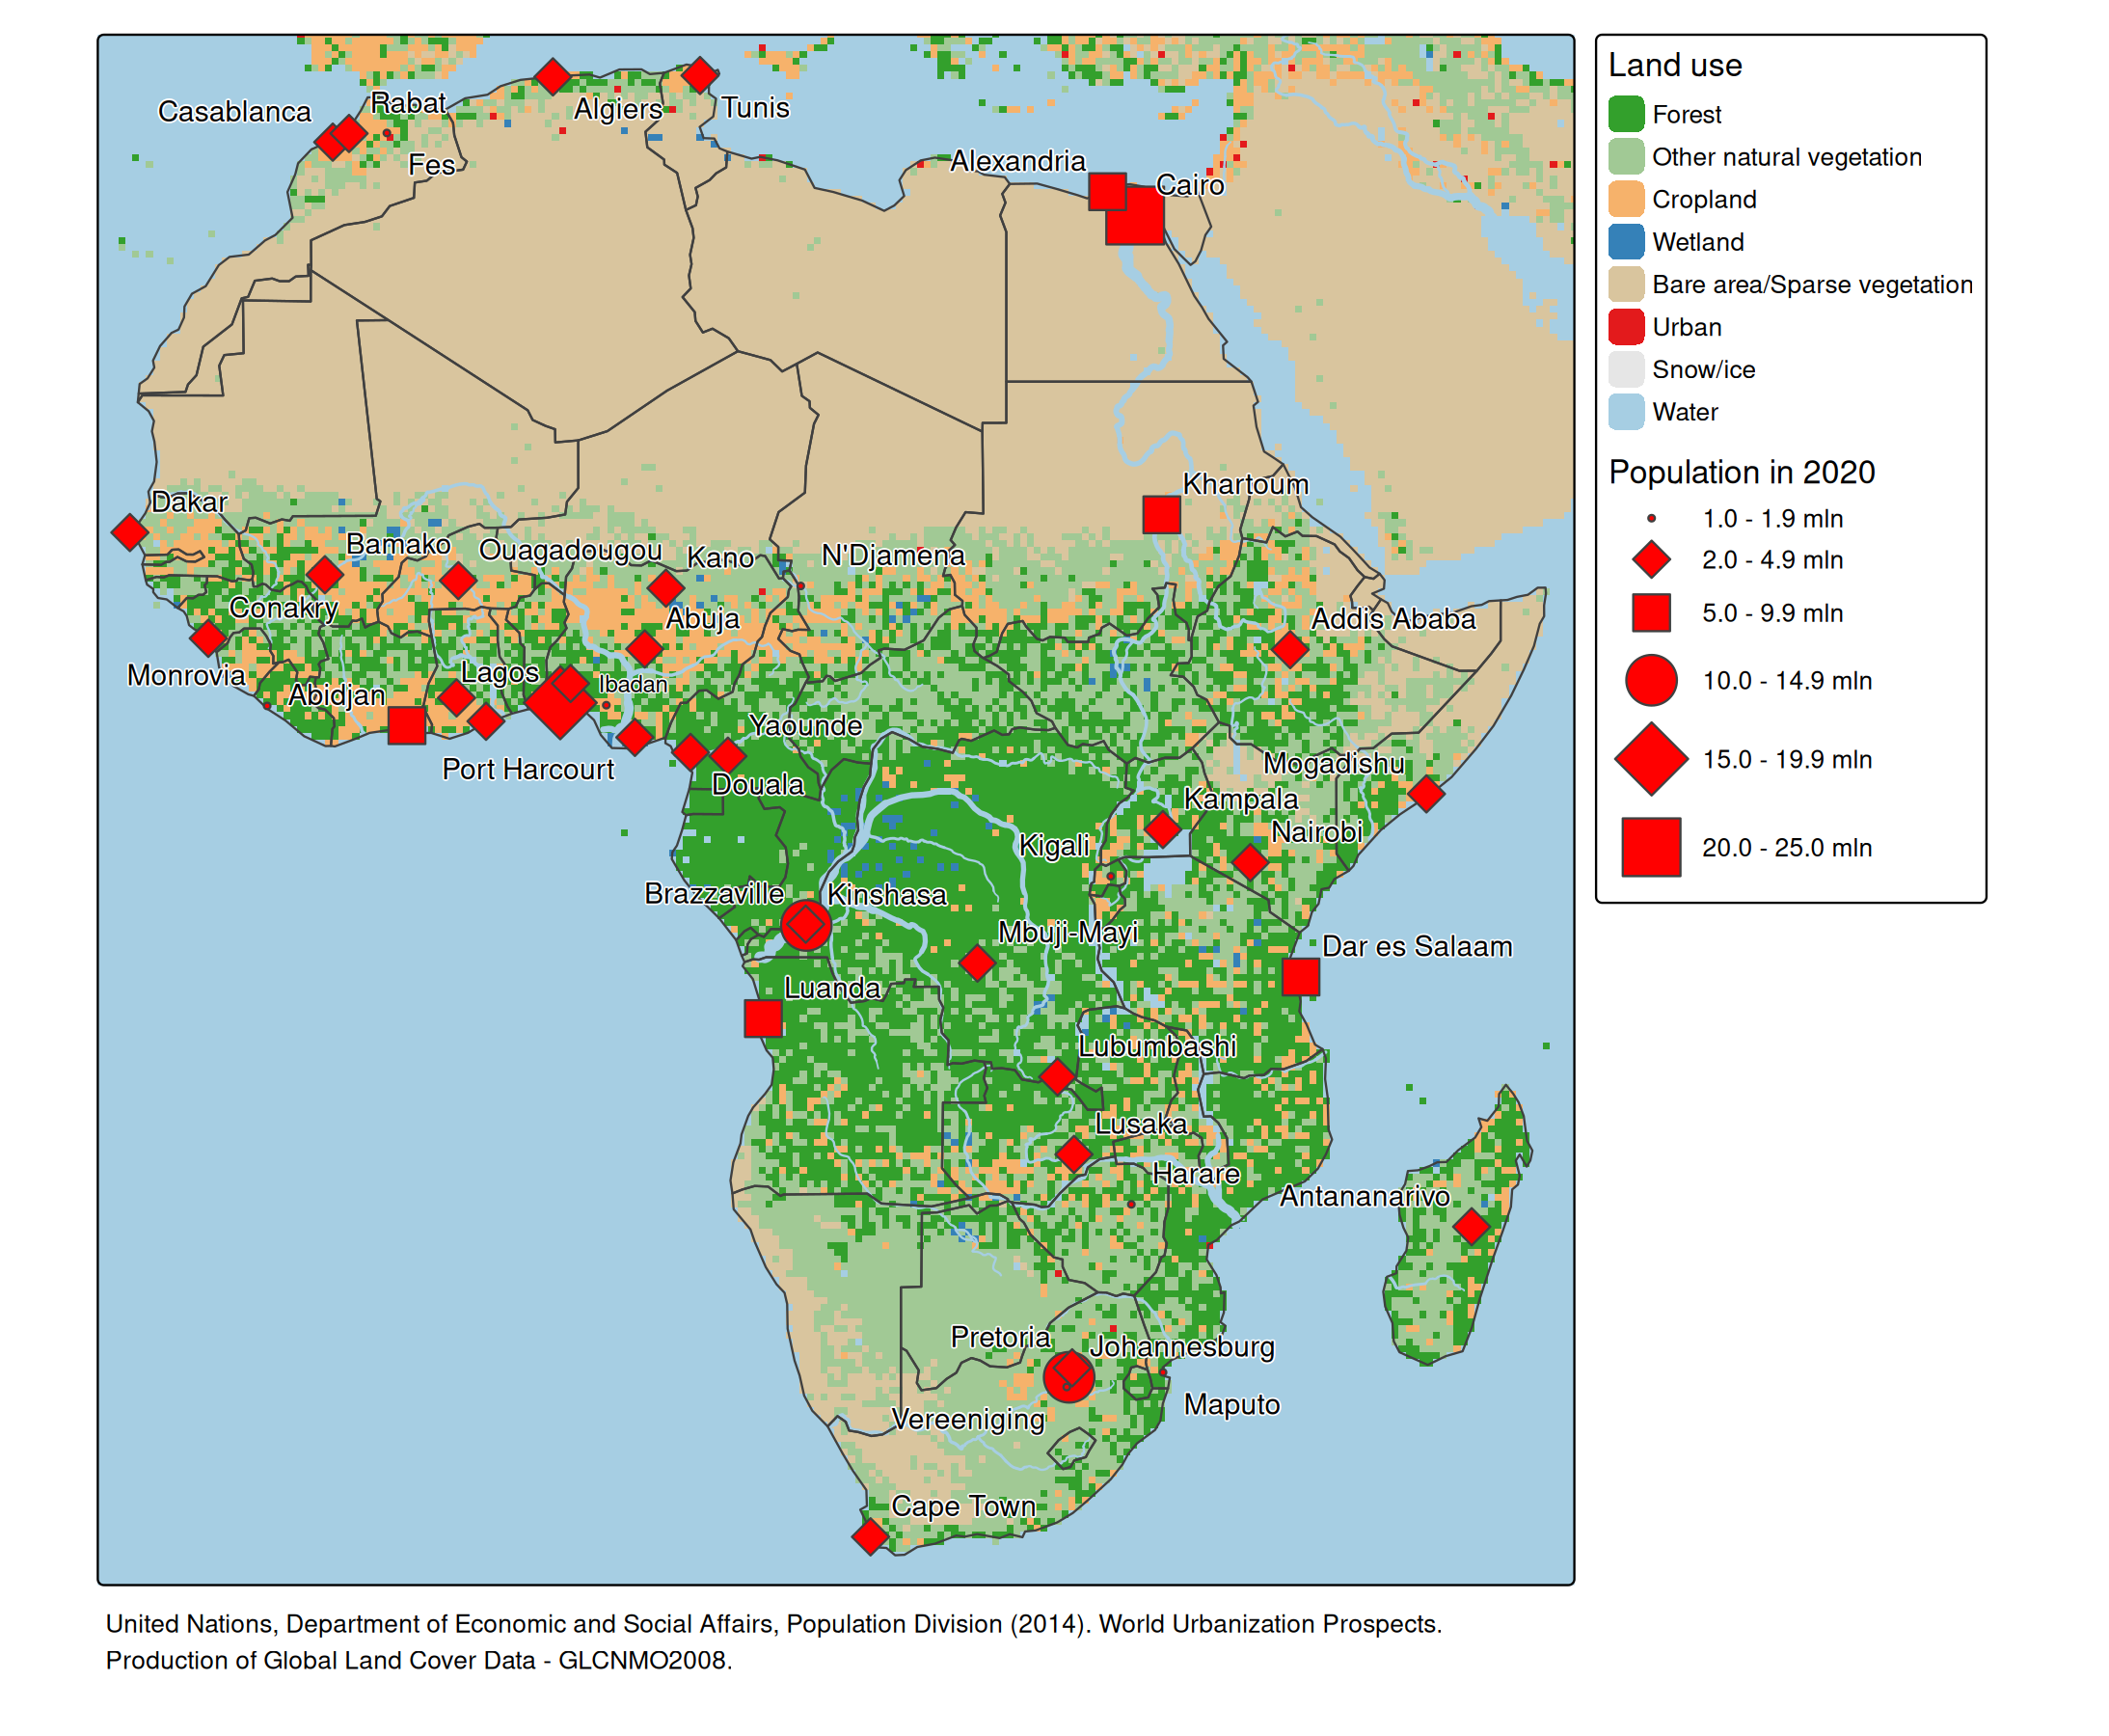 Casablanca
Rabat
Fes
Algiers
Tunis
Alexandria
Cairo
Dakar
Bamako
Ouagadougou
Kano
N'Djamena
Khartoum
Conakry
Abuja
Addis Ababa
Monrovia
Abidjan
Lagos
Ibadan
Yaounde
Port Harcourt
Douala
Mogadishu
Kampala
Nairobi
Kigali
Brazzaville
Kinshasa
Mbuji-Mayi
Dar es Salaam
Luanda
Lubumbashi
Lusaka
Harare
Antananarivo
Pretoria
Johannesburg
Maputo
Vereeniging
Cape Town
Land use
Forest
Other natural vegetation
Cropland
Wetland
Bare area/Sparse vegetation
Urban
Snow/ice
Water
Population in 2020
1.0 - 1.9 mln
2.0 - 4.9 mln
5.0 - 9.9 mln
10.0 - 14.9 mln
15.0 - 19.9 mln
20.0 - 25.0 mln
United Nations, Department of Economic and Social Affairs, Population Division (2014). World Urbanization Prospects.
Production of Global Land Cover Data - GLCNMO2008.